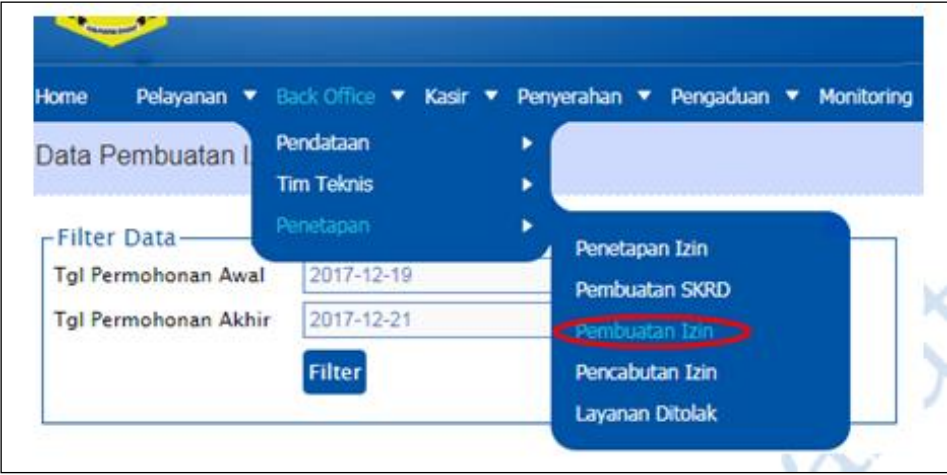 Home Pelayanan Back Office Kasir Penyerahan Pengaduan Monitoring
Data Pembuatan I
Pendataan
Tim Teknis
Penetapan
Penetapan Izin
Pembuatan SKRD
Pembuatan Izin
Pencabutan Izin
Layanan Ditolak
Filter Data
Tgl Permohonan Awal 2017-12-19
Tgl Permohonan Akhir 2017-12-21
Filter